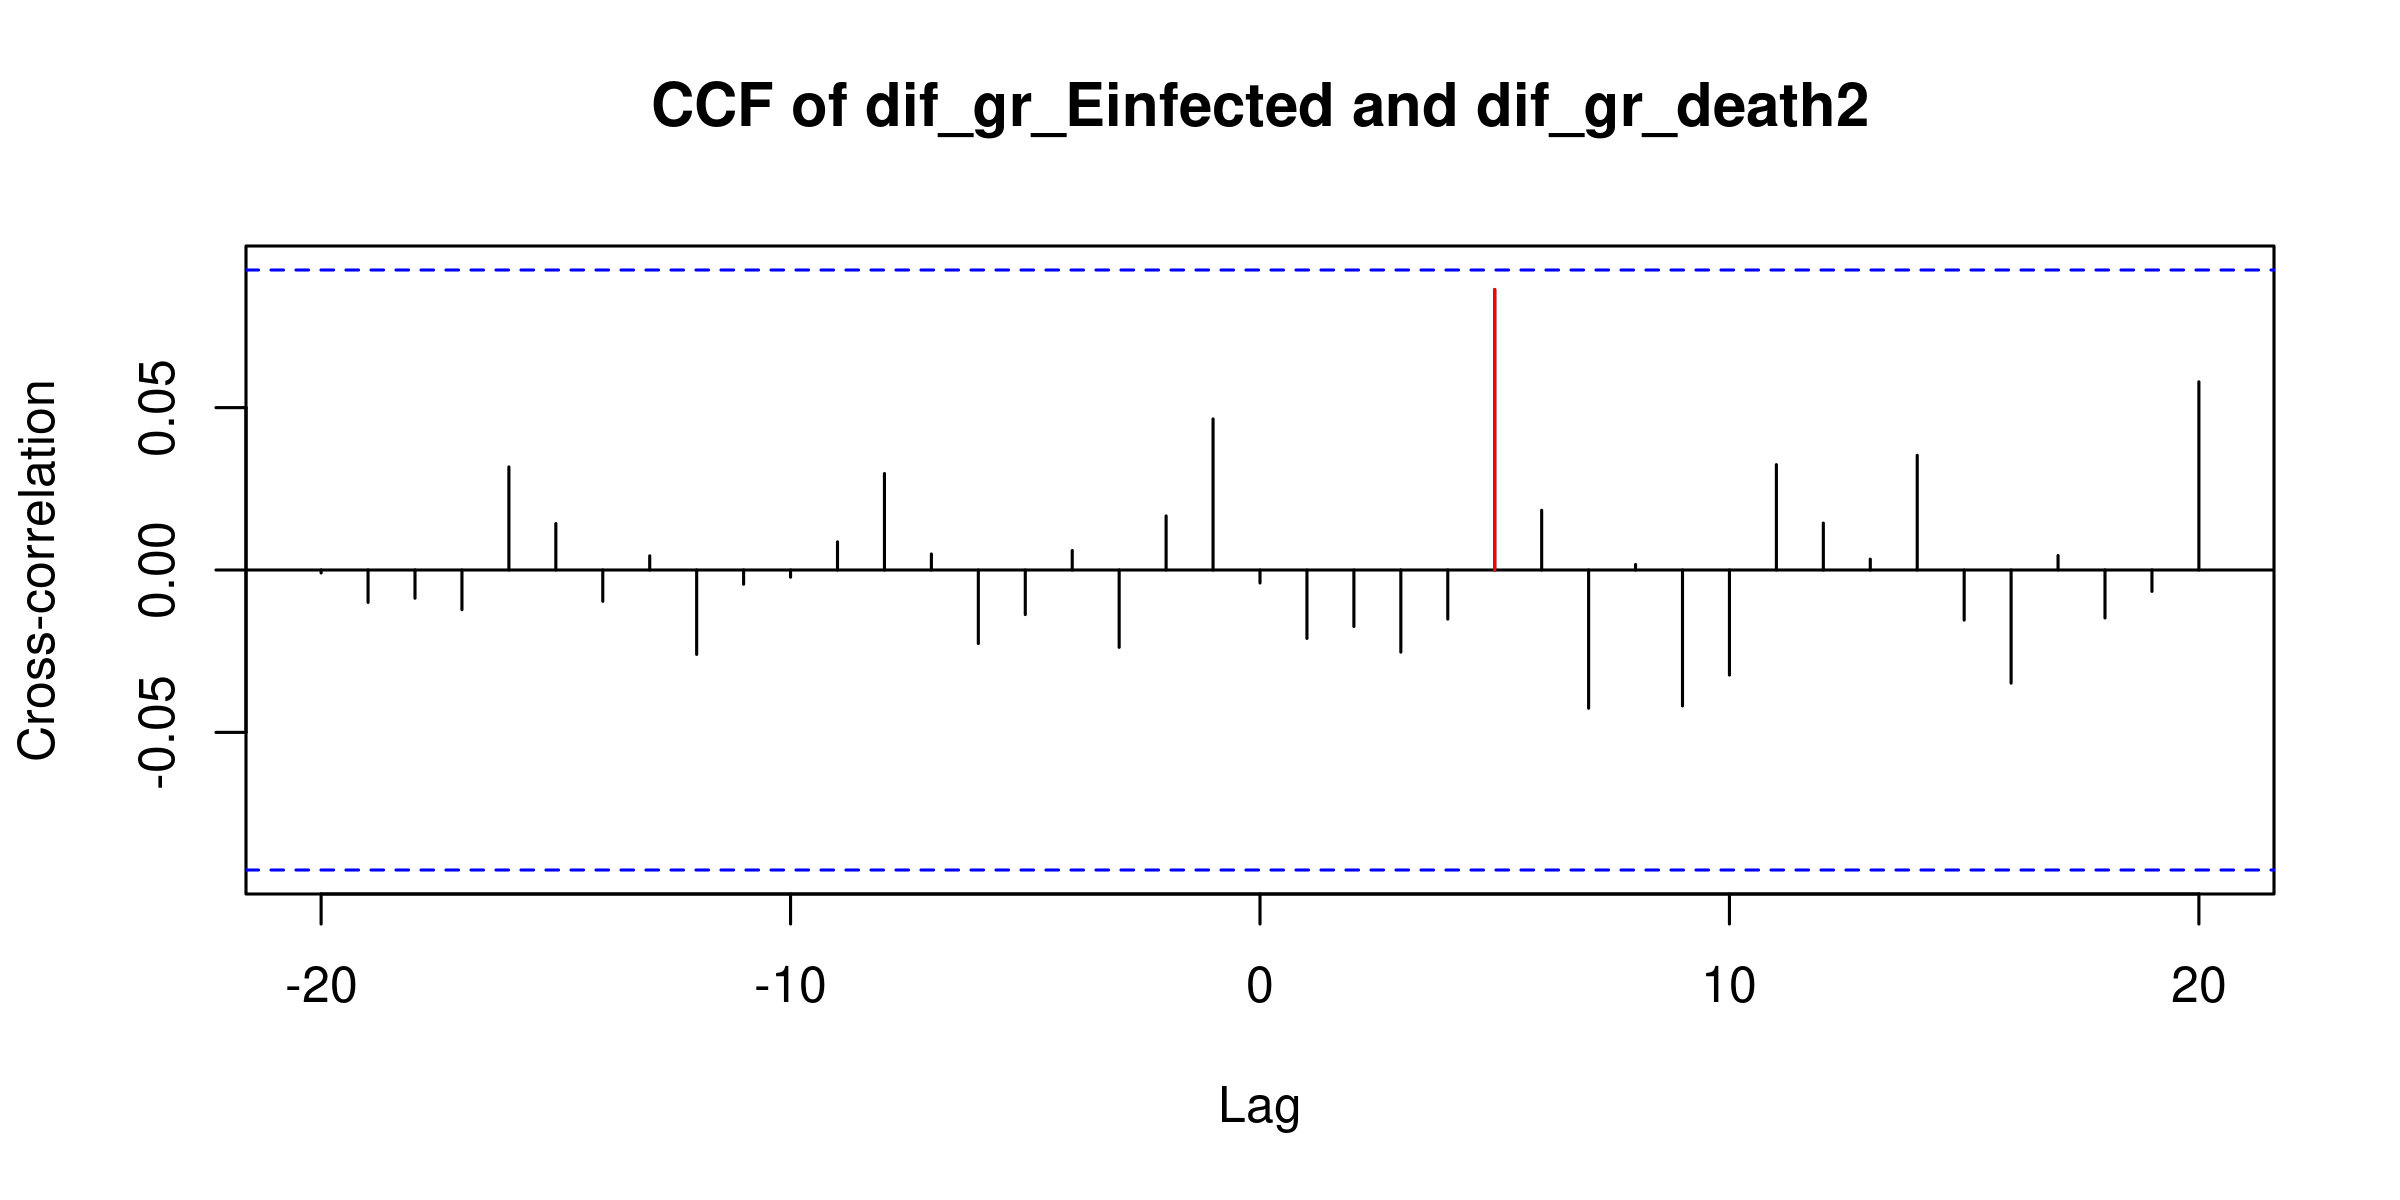 CCF of dif_gr_Einfected and dif_gr_death2
Cross-correlation
0.05
0.00
-0.05
-20 -10 0 10 20
Lag